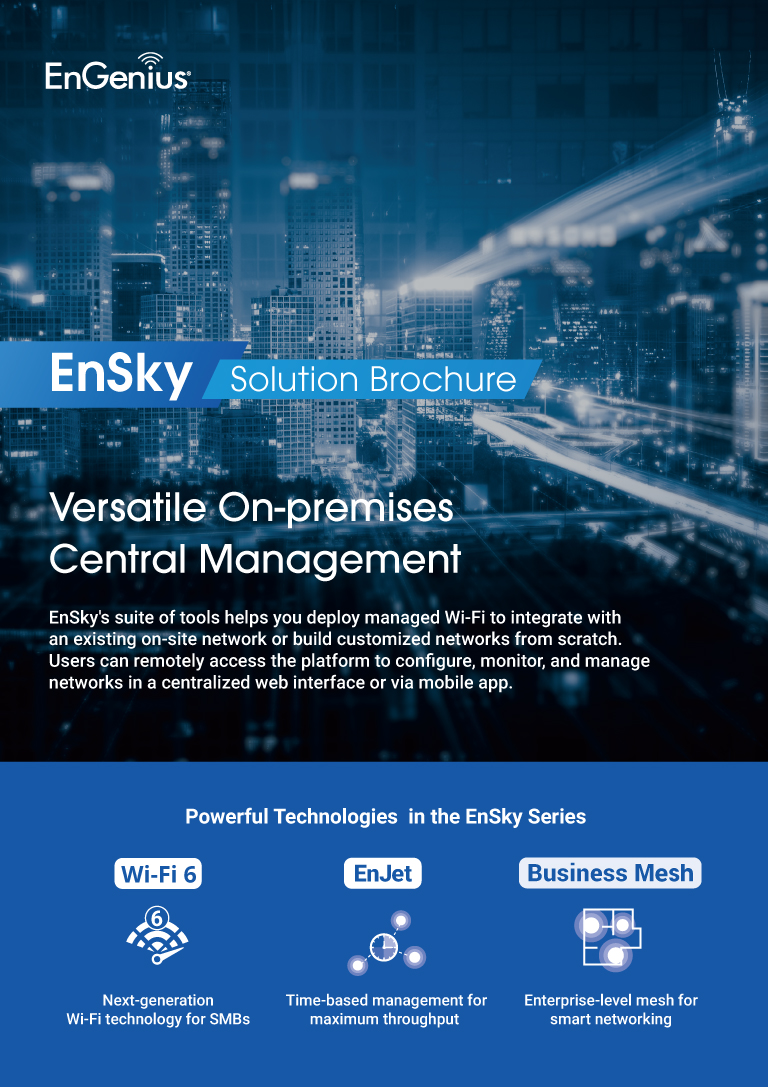 EnGenius®
EnSky Solution Brochure
Versatile On-premises
Central Management
EnSky's suite of tools helps you deploy managed Wi-Fi to integrate with
an existing on-site network or build customized networks from scratch.
Users can remotely access the platform to configure, monitor, and manage
networks in a centralized web interface or via mobile app.
Powerful Technologies in the EnSky Series
Wi-Fi 6
EnJet
Business Mesh
6
Next-generation
Wi-Fi technology for SMBs
Time-based management for
maximum throughput
Enterprise-level mesh for
smart networking